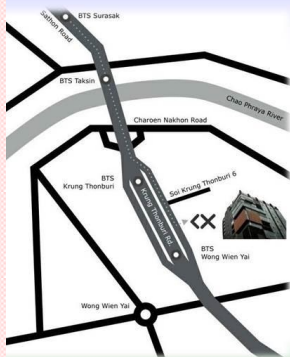 BTS Surasak
Sathon Road
BTS Taksin
Chao Phraya River
Charoen Nakhon Road
BTS
Krung Thonburi
Krung Thonburi Rd.
Soi Krung Thonburi 6
BTS
Wong Wien Yai
Wong Wien Yai